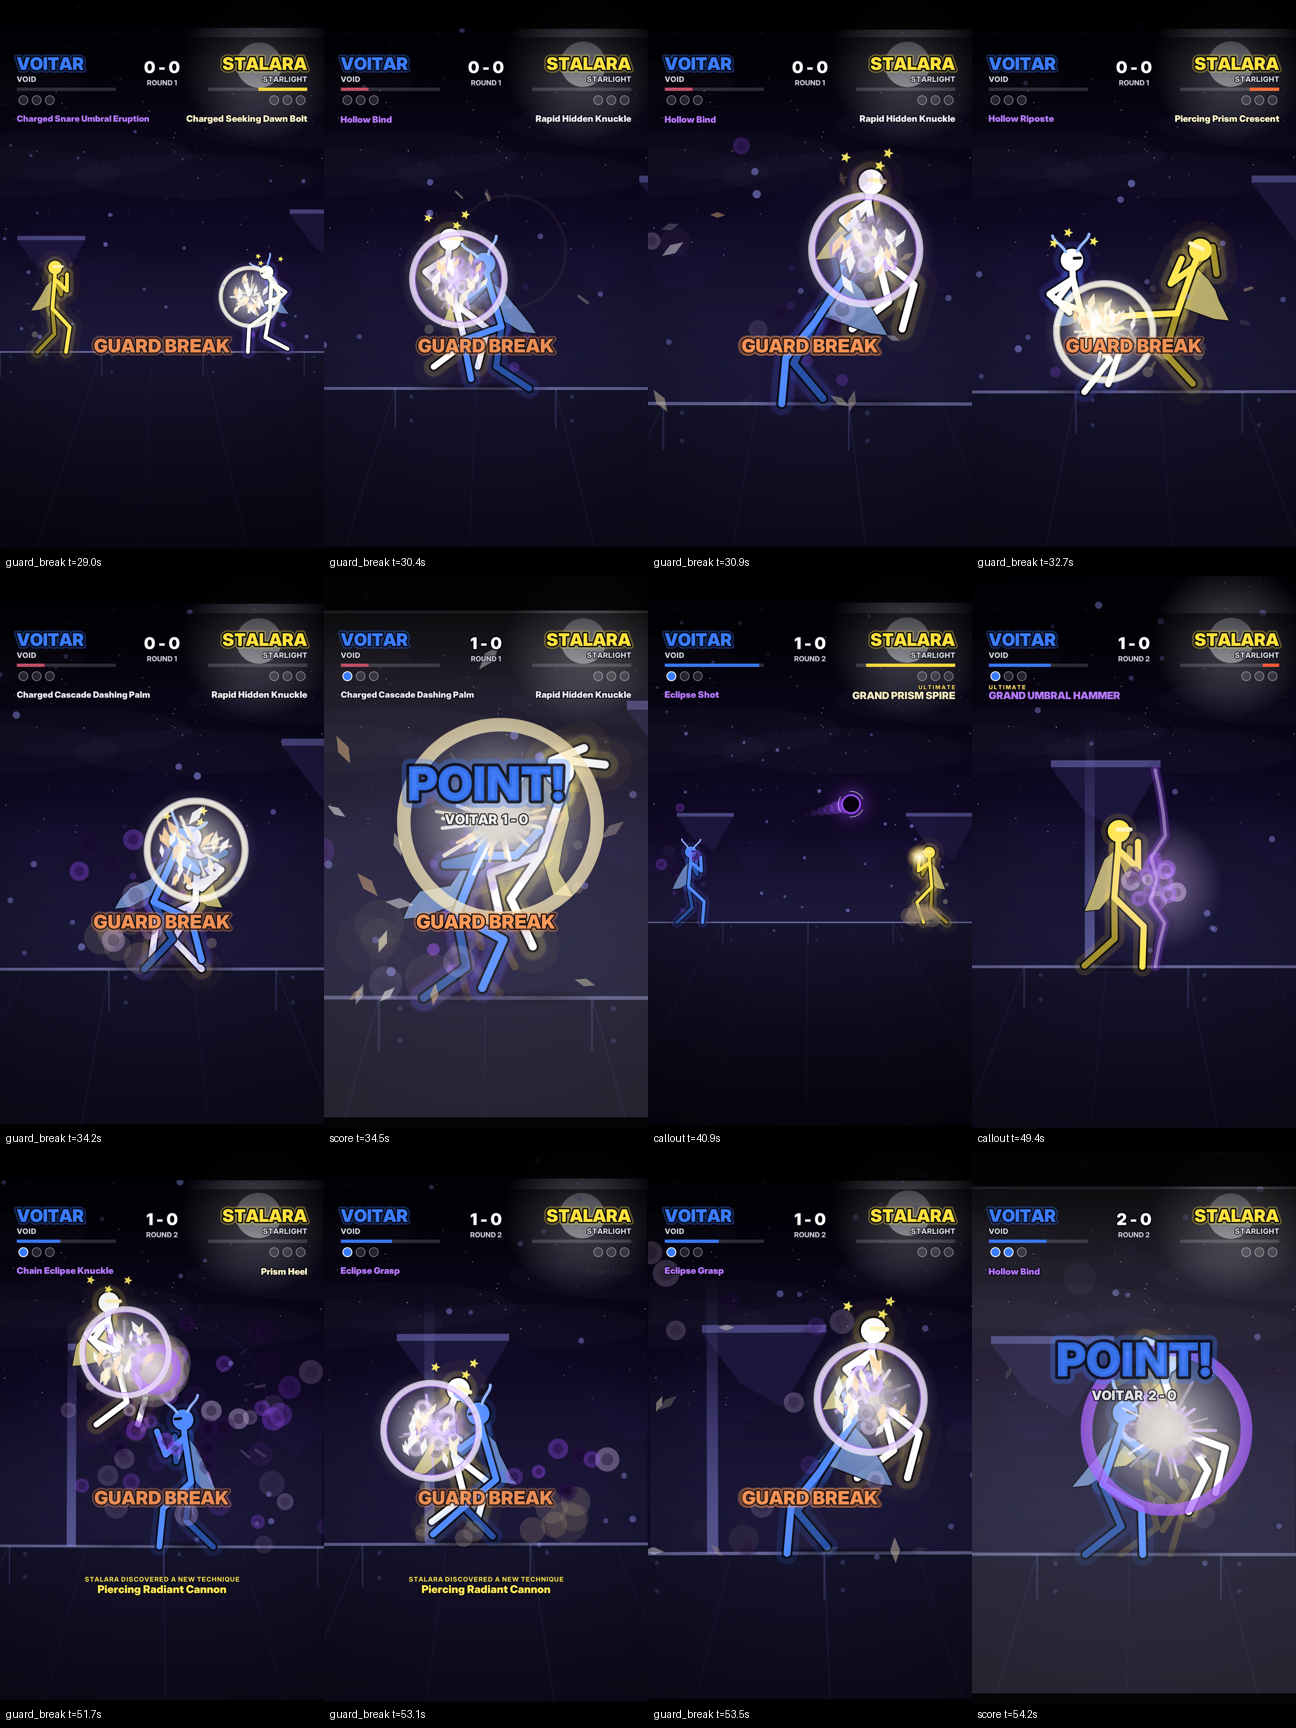 VOITAR
VOID
0-0
ROUND 1
STALARA
STARLIGHT
Charged Snare Umbral Eruption
Charged Seeking Dawn Bolt
GUARD BREAK
guard_break t=29.0s
VOITAR
VOID
0-0
ROUND 1
STALARA
STARLIGHT
Hollow Bind
Rapid Hidden Knuckle
GUARD BREAK
guard_break t=30.4s
VOITAR
VOID
0-0
ROUND 1
STALARA
STARLIGHT
Hollow Bind
Rapid Hidden Knuckle
GUARD BREAK
guard_break t=30.9s
VOITAR
VOID
0-0
ROUND 1
STALARA
STARLIGHT
Hollow Riposte
Piercing Prism Crescent
GUARD BREAK
guard_break t=32.7s
VOITAR
VOID
0-0
ROUND 1
STALARA
STARLIGHT
Charged Cascade Dashing Palm
Rapid Hidden Knuckle
GUARD BREAK
guard_break t=34.2s
VOITAR
VOID
1-0
ROUND 1
STALARA
STARLIGHT
Charged Cascade Dashing Palm
Rapid Hidden Knuckle
POINT!
VOITAR 1-0
GUARD BREAK
score t=34.5s
VOITAR
VOID
1-0
ROUND 2
STALARA
STARLIGHT
Eclipse Shot
ULTIMATE
GRAND PRISM SPIRE
callout t=40.9s
VOITAR
VOID
1-0
ROUND 2
STALARA
STARLIGHT
ULTIMATE
GRAND UMBRAL HAMMER
callout t=49.4s
VOITAR
VOID
1-0
ROUND 2
STALARA
STARLIGHT
Chain Eclipse Knuckle
Prism Heel
GUARD BREAK
STALARA DISCOVERED A NEW TECHNIQUE
Piercing Radiant Cannon
guard_break t=51.7s
VOITAR
VOID
1-0
ROUND 2
STALARA
STARLIGHT
Eclipse Grasp
GUARD BREAK
STALARA DISCOVERED A NEW TECHNIQUE
Piercing Radiant Cannon
guard_break t=53.1s
VOITAR
VOID
1-0
ROUND 2
STALARA
STARLIGHT
Eclipse Grasp
GUARD BREAK
guard_break t=53.5s
VOITAR
VOID
2-0
ROUND 2
STALARA
STARLIGHT
Hollow Bind
POINT!
VOITAR 2-0
score t=54.2s